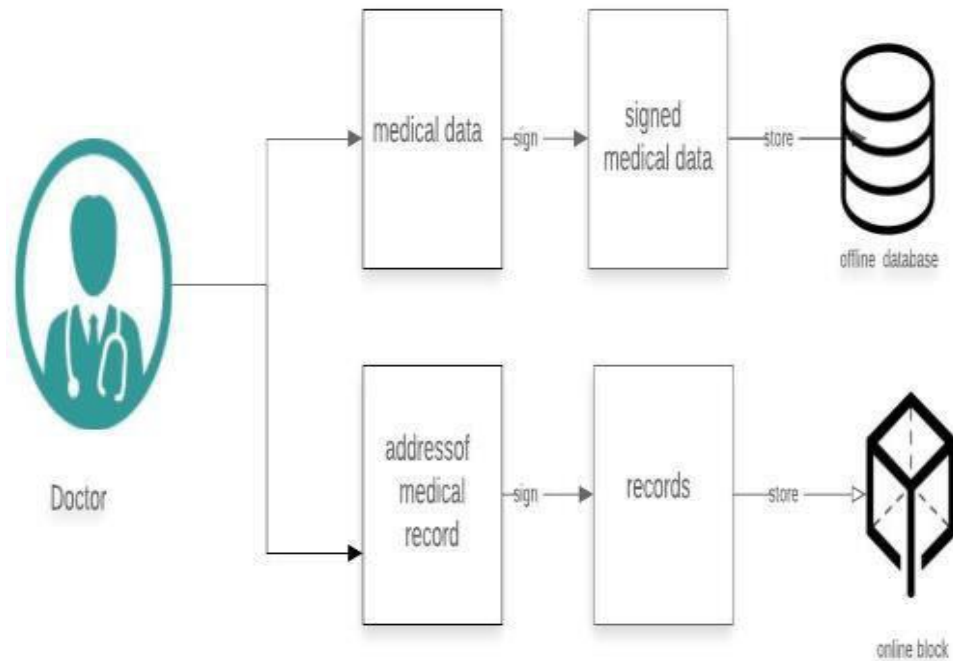 medical data
sign
signed
medical data
store
offline database
Doctor
addressof
medical
record
sign
records
store
online block